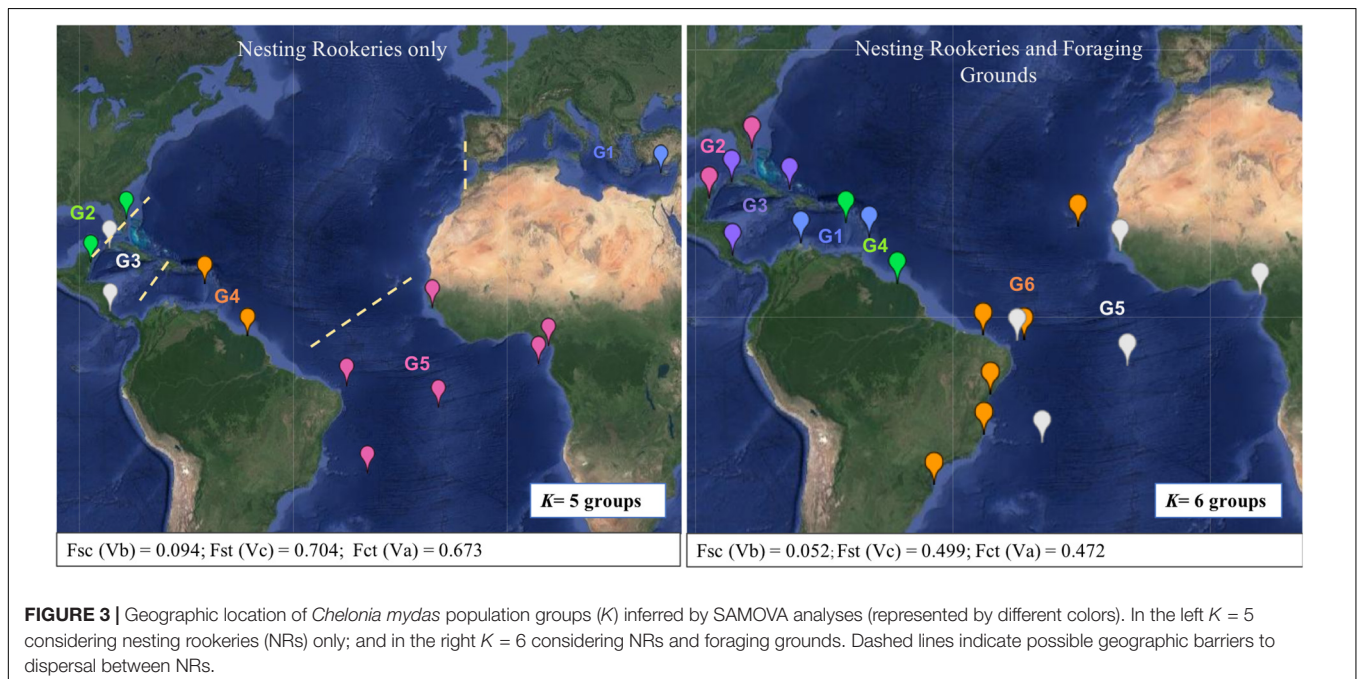 Nesting Rookeries only
G1
G2
G3
G4
G5
K= 5 groups
Fsc (Vb) = 0.094; Fst (Vc) = 0.704; Fct (Va) = 0.673
Nesting Rookeries and Foraging
Grounds
G2
G3
G1
G4
G6
G5
K= 6 groups
Fsc (Vb) = 0.052; Fst (Vc) = 0.499; Fct (Va) = 0.472
FIGURE 3 | Geographic location of Chelonia mydas population groups (K) inferred by SAMOVA analyses (represented by different colors). In the left K = 5
considering nesting rookeries (NRs) only; and in the right K = 6 considering NRs and foraging grounds. Dashed lines indicate possible geographic barriers to
dispersal between NRs.